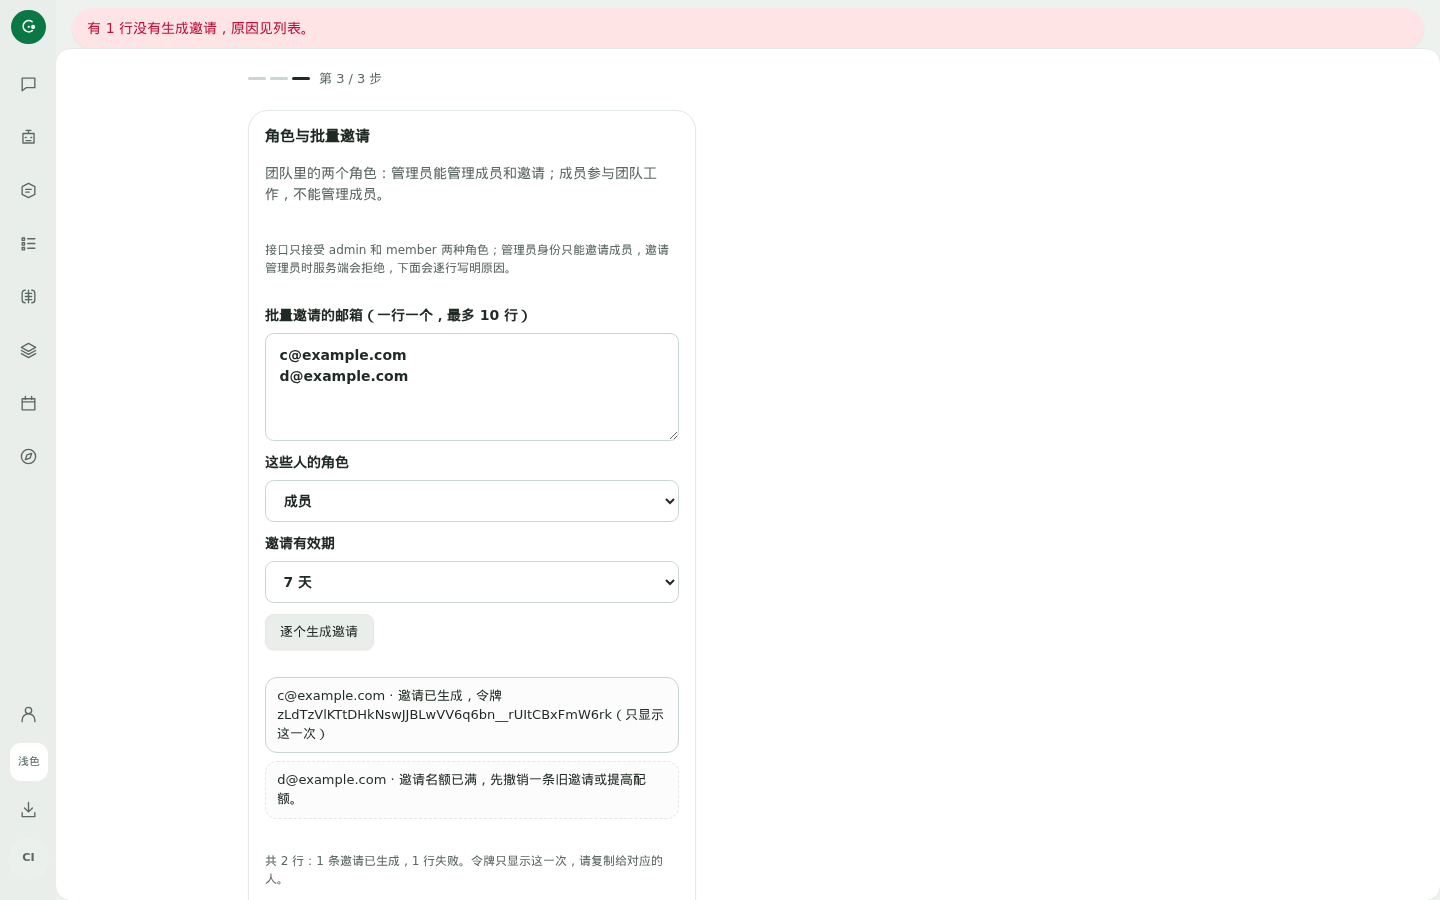 有 1 行没有生成邀请，原因见列表。
第 3 / 3 步
角色与批量邀请
团队里的两个角色：管理员能管理成员和邀请；成员参与团队工
作，不能管理成员。
接口只接受 admin 和 member 两种角色；管理员身份只能邀请成员，邀请
管理员时服务端会拒绝，下面会逐行写明原因。
批量邀请的邮箱（一行一个，最多 10 行）
c@example.com
d@example.com
这些人的角色
成员
邀请有效期
7 天
逐个生成邀请
c@example.com · 邀请已生成，令牌
zLdTzVlKTtDHkNswJJBLwVV6q6bn__rUItCBxFmW6rk（只显示
这一次）
d@example.com · 邀请名额已满，先撤销一条旧邀请或提高配
额。
共 2 行：1 条邀请已生成，1 行失败。令牌只显示这一次，请复制给对应的
人。
浅色
CI